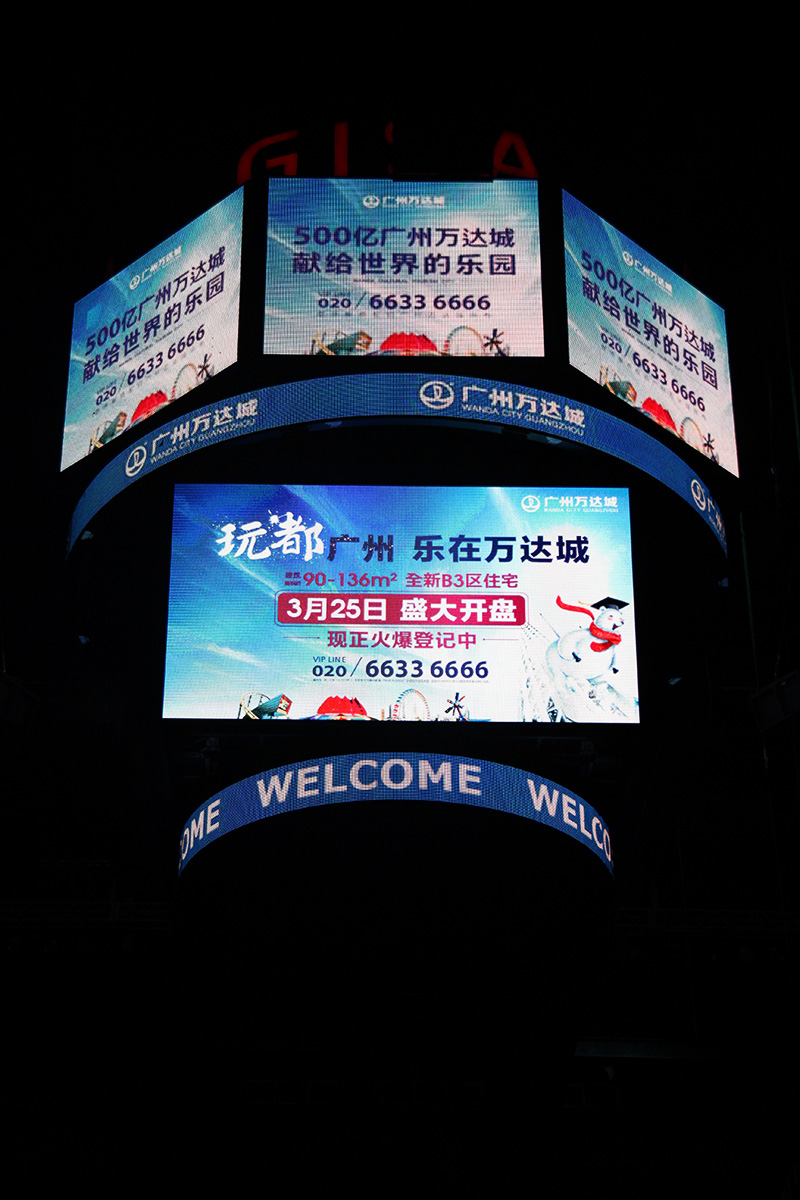 广州万达城
500亿广州万达城
献给世界的乐园
020/6633 6666
广州万达城
500亿广州万达城
献给世界的乐园
VIP LINE
020/6633 6666
广州万达城
500亿广州万达城
献给世界的乐园
020/6633 6666
广州万达城
WANDA CITY GUANGZHOU
广州万达城
WANDA CITY GUANGZHOU
广
广州万达城
WANDA CITY GUANGZHOU
玩都广州 乐在万达城
90-136m² 全新B3区住宅
3月25日 盛大开盘
现正火爆登记中
VIP LINE
020/6633 6666
OME WELCOME WELCO